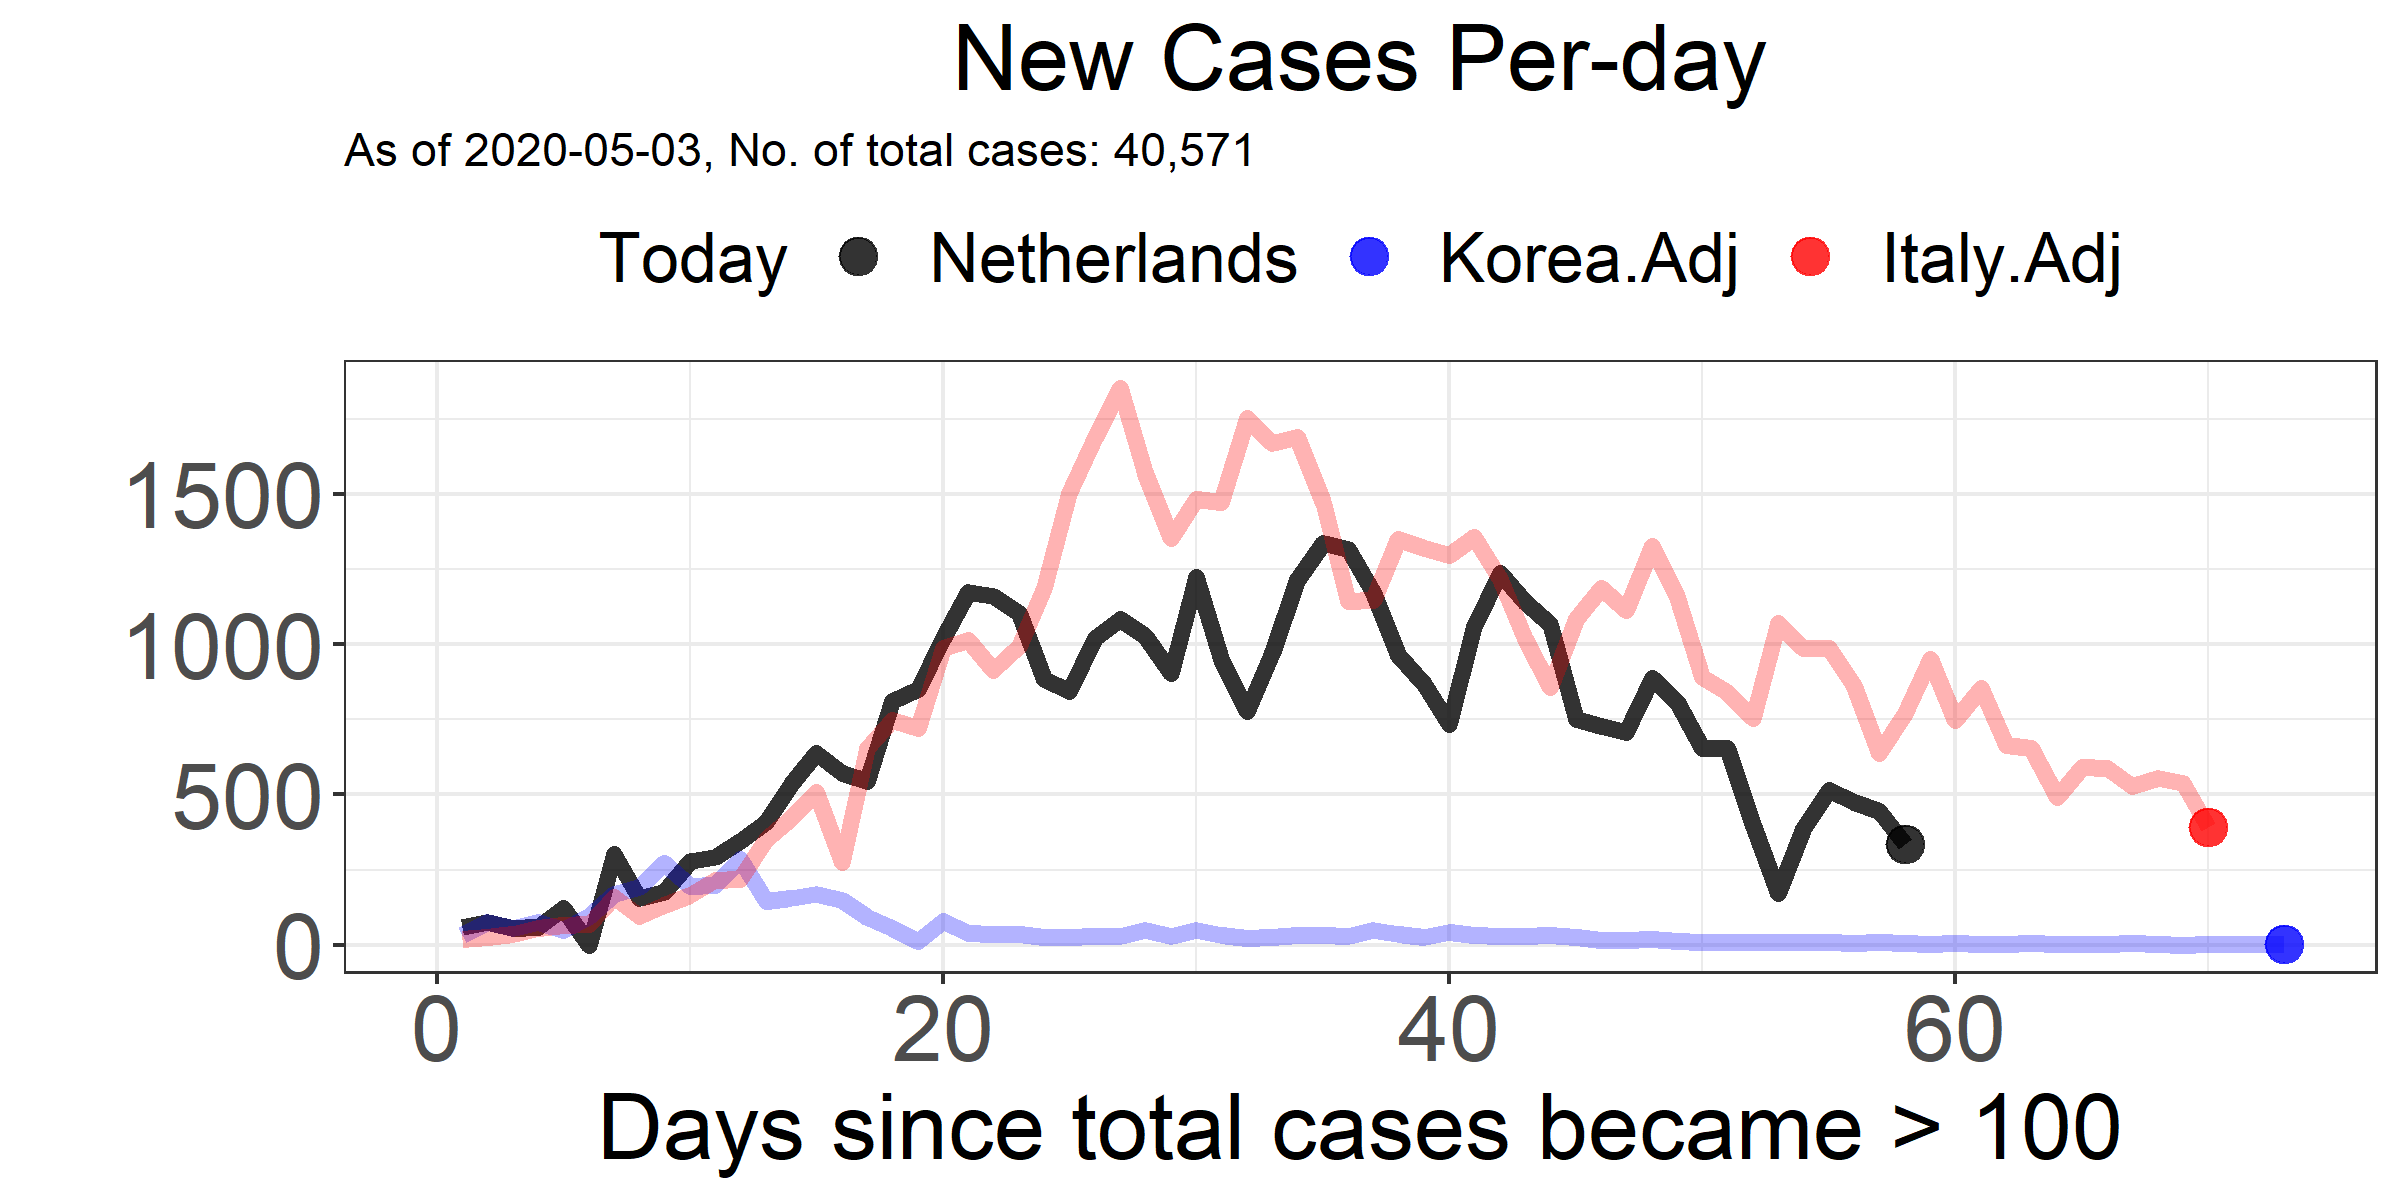 New Cases Per-day
As of 2020-05-03, No. of total cases: 40,571
Today Netherlands Korea.Adj Italy.Adj
1500
1000
500
0
0 20 40 60
Days since total cases became > 100